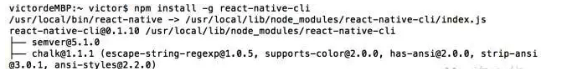 victordeMBP:~ victor$ npm install -g react-native-cli
/usr/local/bin/react-native -> /usr/local/lib/node_modules/react-native-cli/index.js
react-native-cli@0.1.10 /usr/local/lib/node_modules/react-native-cli
├── semver@5.1.0
├── chalk@1.1.1 (escape-string-regexp@1.0.5, supports-color@2.0.0, has-ansi@2.0.0, strip-ansi
@3.0.1, ansi-styles@2.2.0)